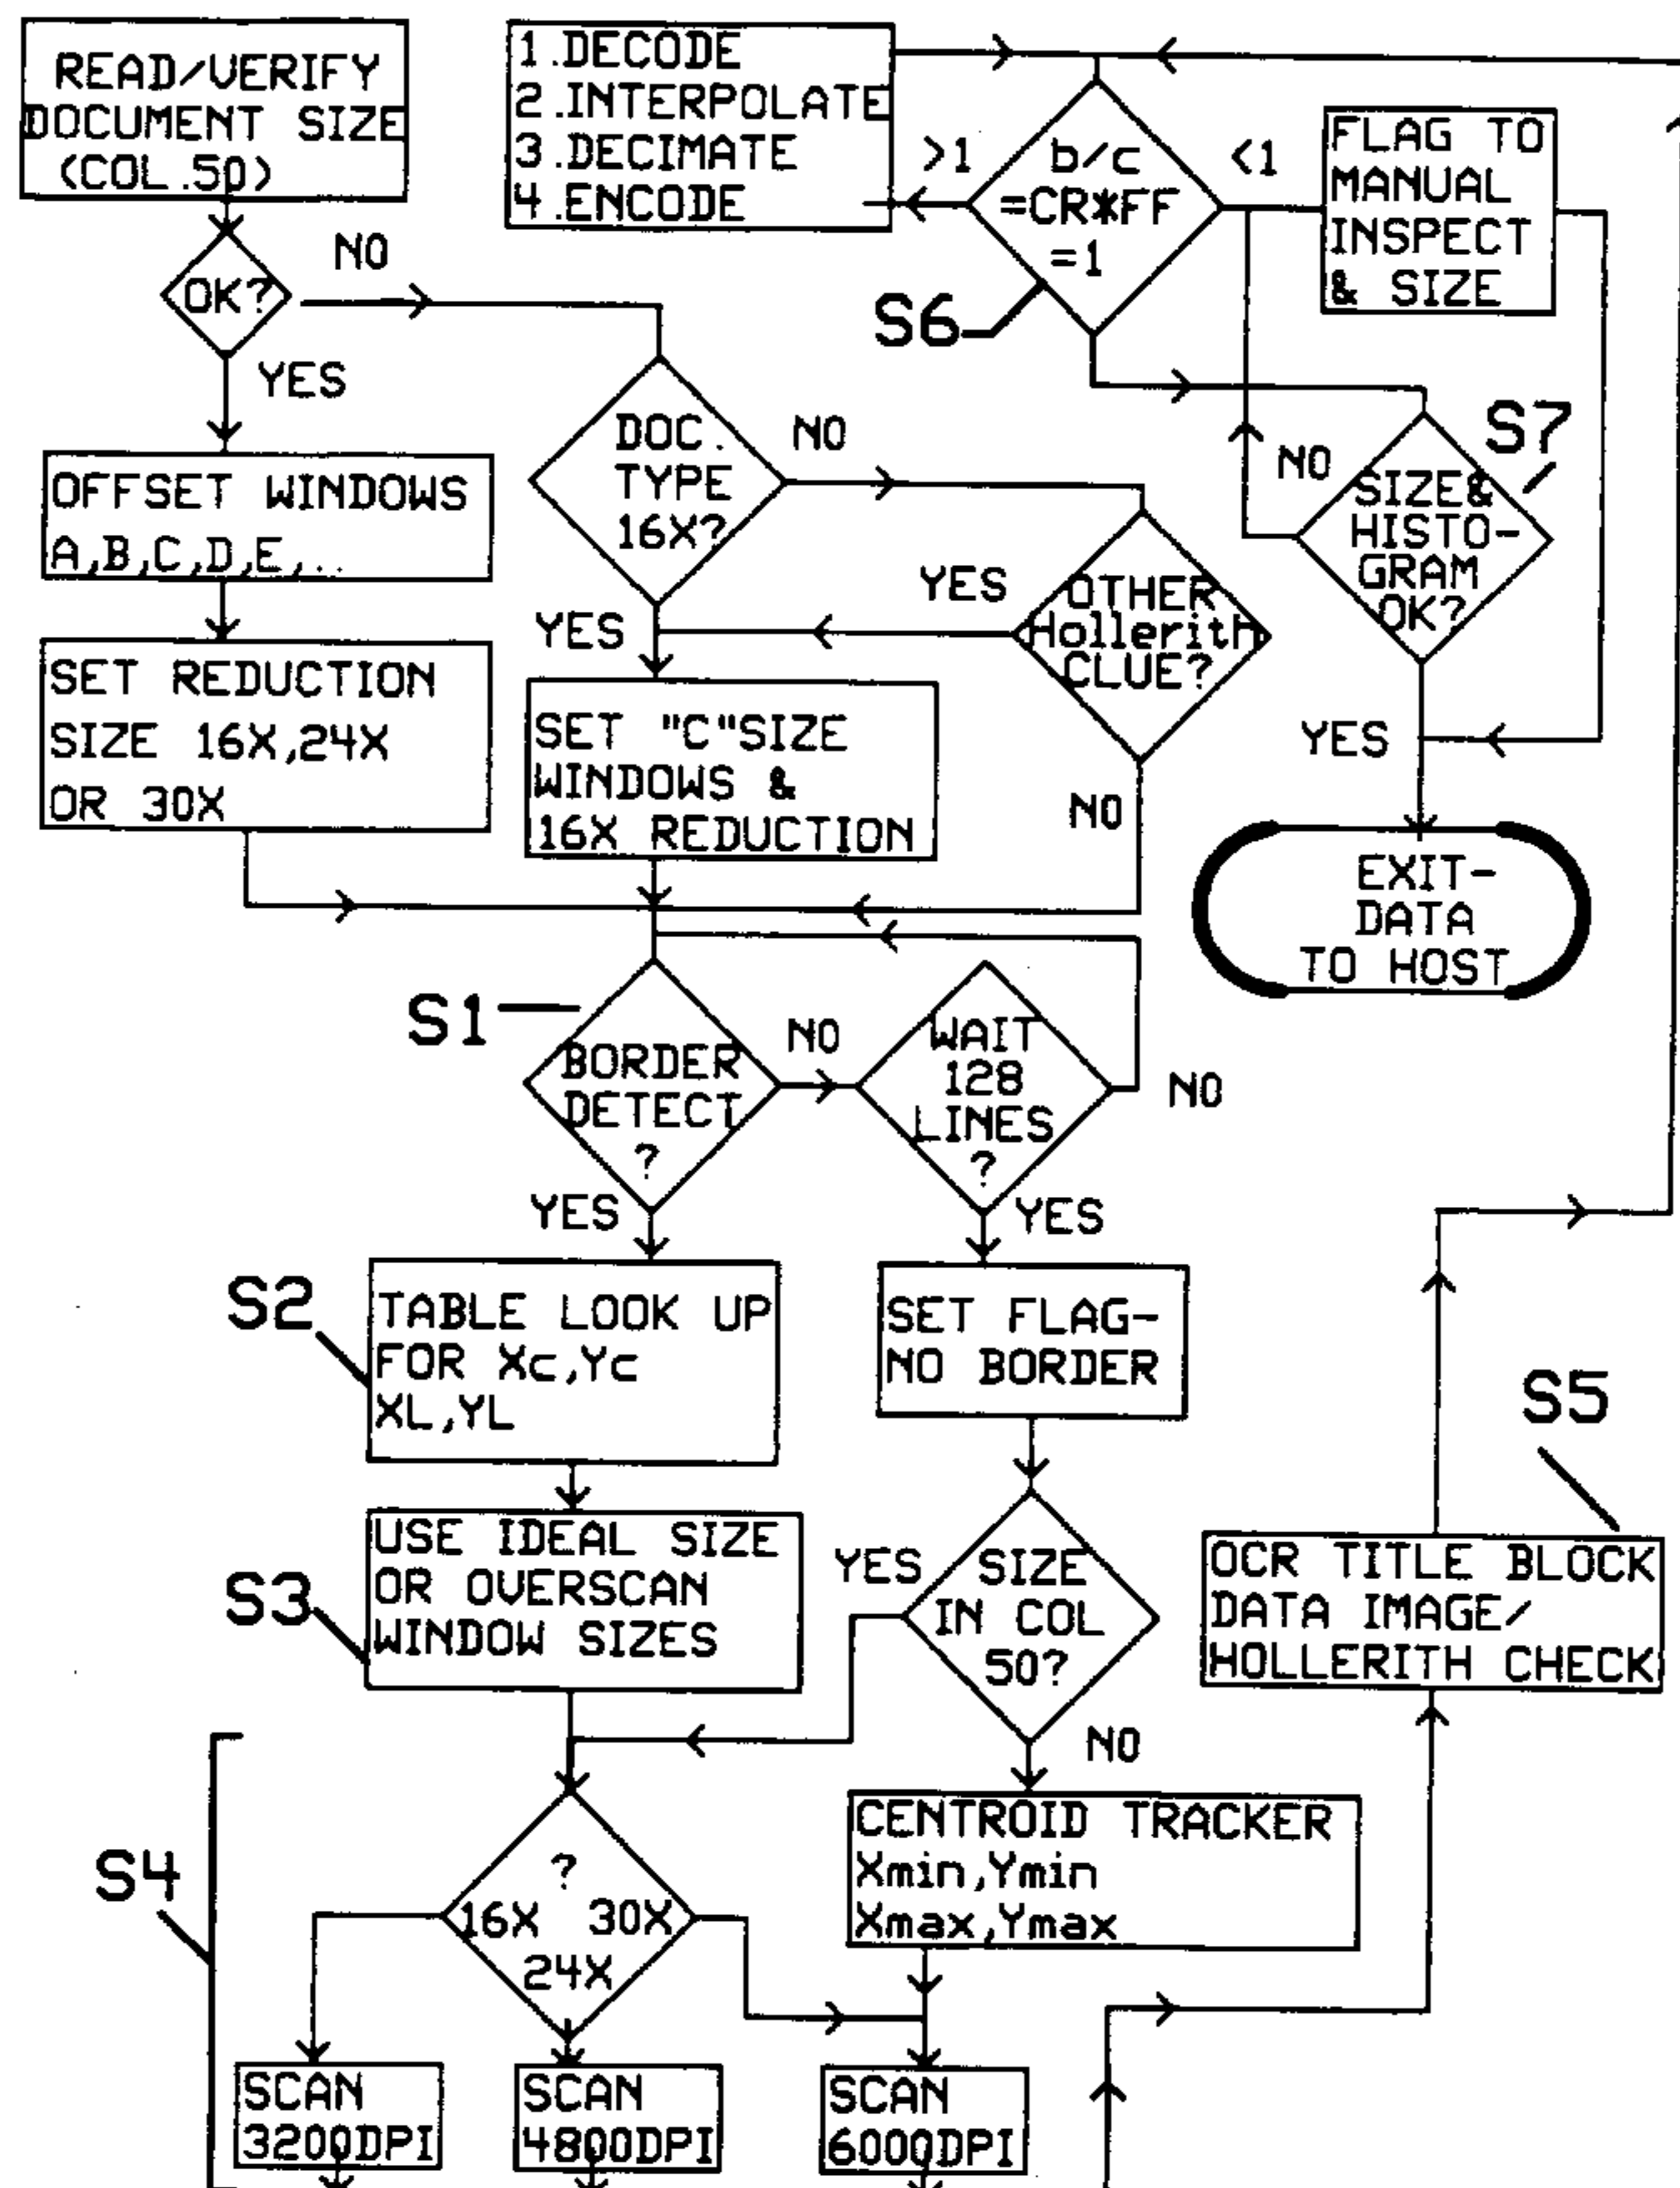 READ/VERIFY
DOCUMENT SIZE
(COL.50)
OK?
NO
YES
OFFSET WINDOWS
A,B,C,D,E,..
SET REDUCTION
SIZE 16X,24X
OR 30X
1.DECODE
2.INTERPOLATE
3.DECIMATE
4.ENCODE
>1
b/c
=CR*FF
=1
<1
S6
FLAG TO
MANUAL
INSPECT
& SIZE
DOC.
TYPE
16X?
NO
YES
OTHER
HolleritH
CLUE?
YES
NO
S7
NO
SIZE&
HISTO-
GRAM
OK?
YES
SET "C"SIZE
WINDOWS &
16X REDUCTION
EXIT-
DATA
TO HOST
S1
BORDER
DETECT
?
NO
YES
WAIT
128
LINES
?
NO
YES
S2
TABLE LOOK UP
FOR Xc,Yc
XL,YL
SET FLAG-
NO BORDER
S3
USE IDEAL SIZE
OR OVERSCAN
WINDOW SIZES
YES
SIZE
IN COL
50?
NO
S5
OCR TITLE BLOCK
DATA IMAGE/
HOLLERITH CHECK
S4
?
16X 30X
24X
CENTROID TRACKER
Xmin,Ymin
Xmax,Ymax
SCAN
3200DPI
SCAN
4800DPI
SCAN
6000DPI